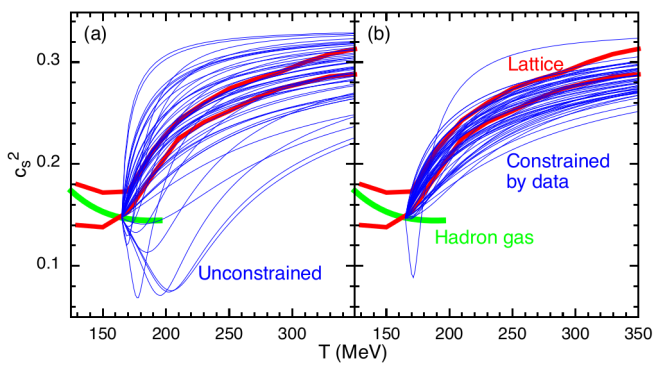 (a)
(b)
0.3
0.2
0.1
c_s^2
Lattice
Constrained
by data
Hadron gas
Unconstrained
150 200 250 300
150 200 250 300 350
T (MeV)